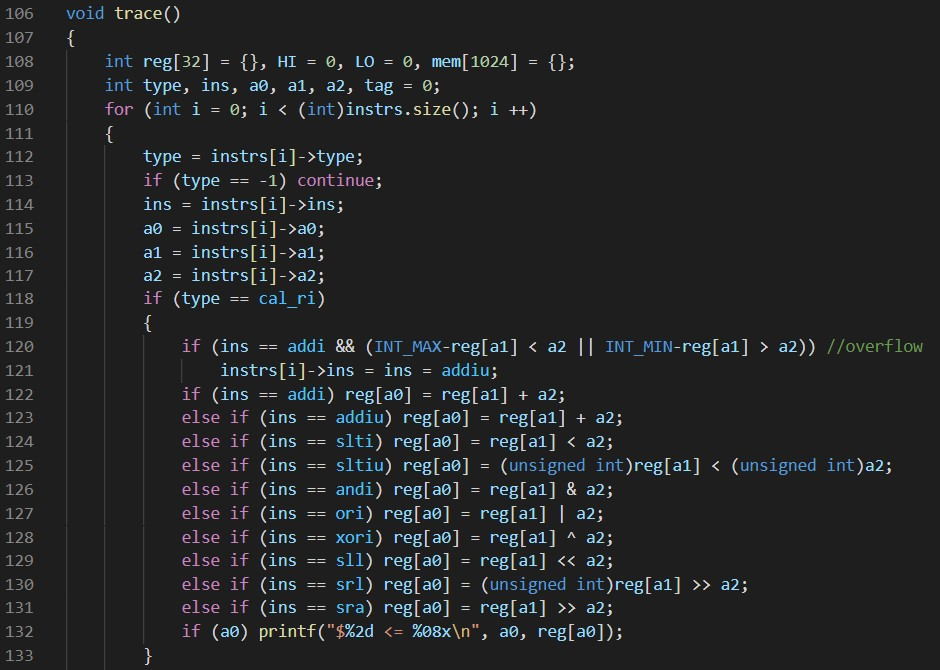 106 void trace()
107 {
108 int reg[32] = {}, HI = 0, LO = 0, mem[1024] = {};
109 int type, ins, a0, a1, a2, tag = 0;
110 for (int i = 0; i < (int)instrs.size(); i ++)
111 {
112 type = instrs[i]->type;
113 if (type == -1) continue;
114 ins = instrs[i]->ins;
115 a0 = instrs[i]->a0;
116 a1 = instrs[i]->a1;
117 a2 = instrs[i]->a2;
118 if (type == cal_ri)
119 {
120 if (ins == addi && (INT_MAX-reg[a1] < a2 || INT_MIN-reg[a1] > a2)) //overflow
121 instrs[i]->ins = ins = addiu;
122 if (ins == addi) reg[a0] = reg[a1] + a2;
123 else if (ins == addiu) reg[a0] = reg[a1] + a2;
124 else if (ins == slti) reg[a0] = reg[a1] < a2;
125 else if (ins == sltiu) reg[a0] = (unsigned int)reg[a1] < (unsigned int)a2;
126 else if (ins == andi) reg[a0] = reg[a1] & a2;
127 else if (ins == ori) reg[a0] = reg[a1] | a2;
128 else if (ins == xori) reg[a0] = reg[a1] ^ a2;
129 else if (ins == sll) reg[a0] = reg[a1] << a2;
130 else if (ins == srl) reg[a0] = (unsigned int)reg[a1] >> a2;
131 else if (ins == sra) reg[a0] = reg[a1] >> a2;
132 if (a0) printf("$%2d <= %08x\n", a0, reg[a0]);
133 }